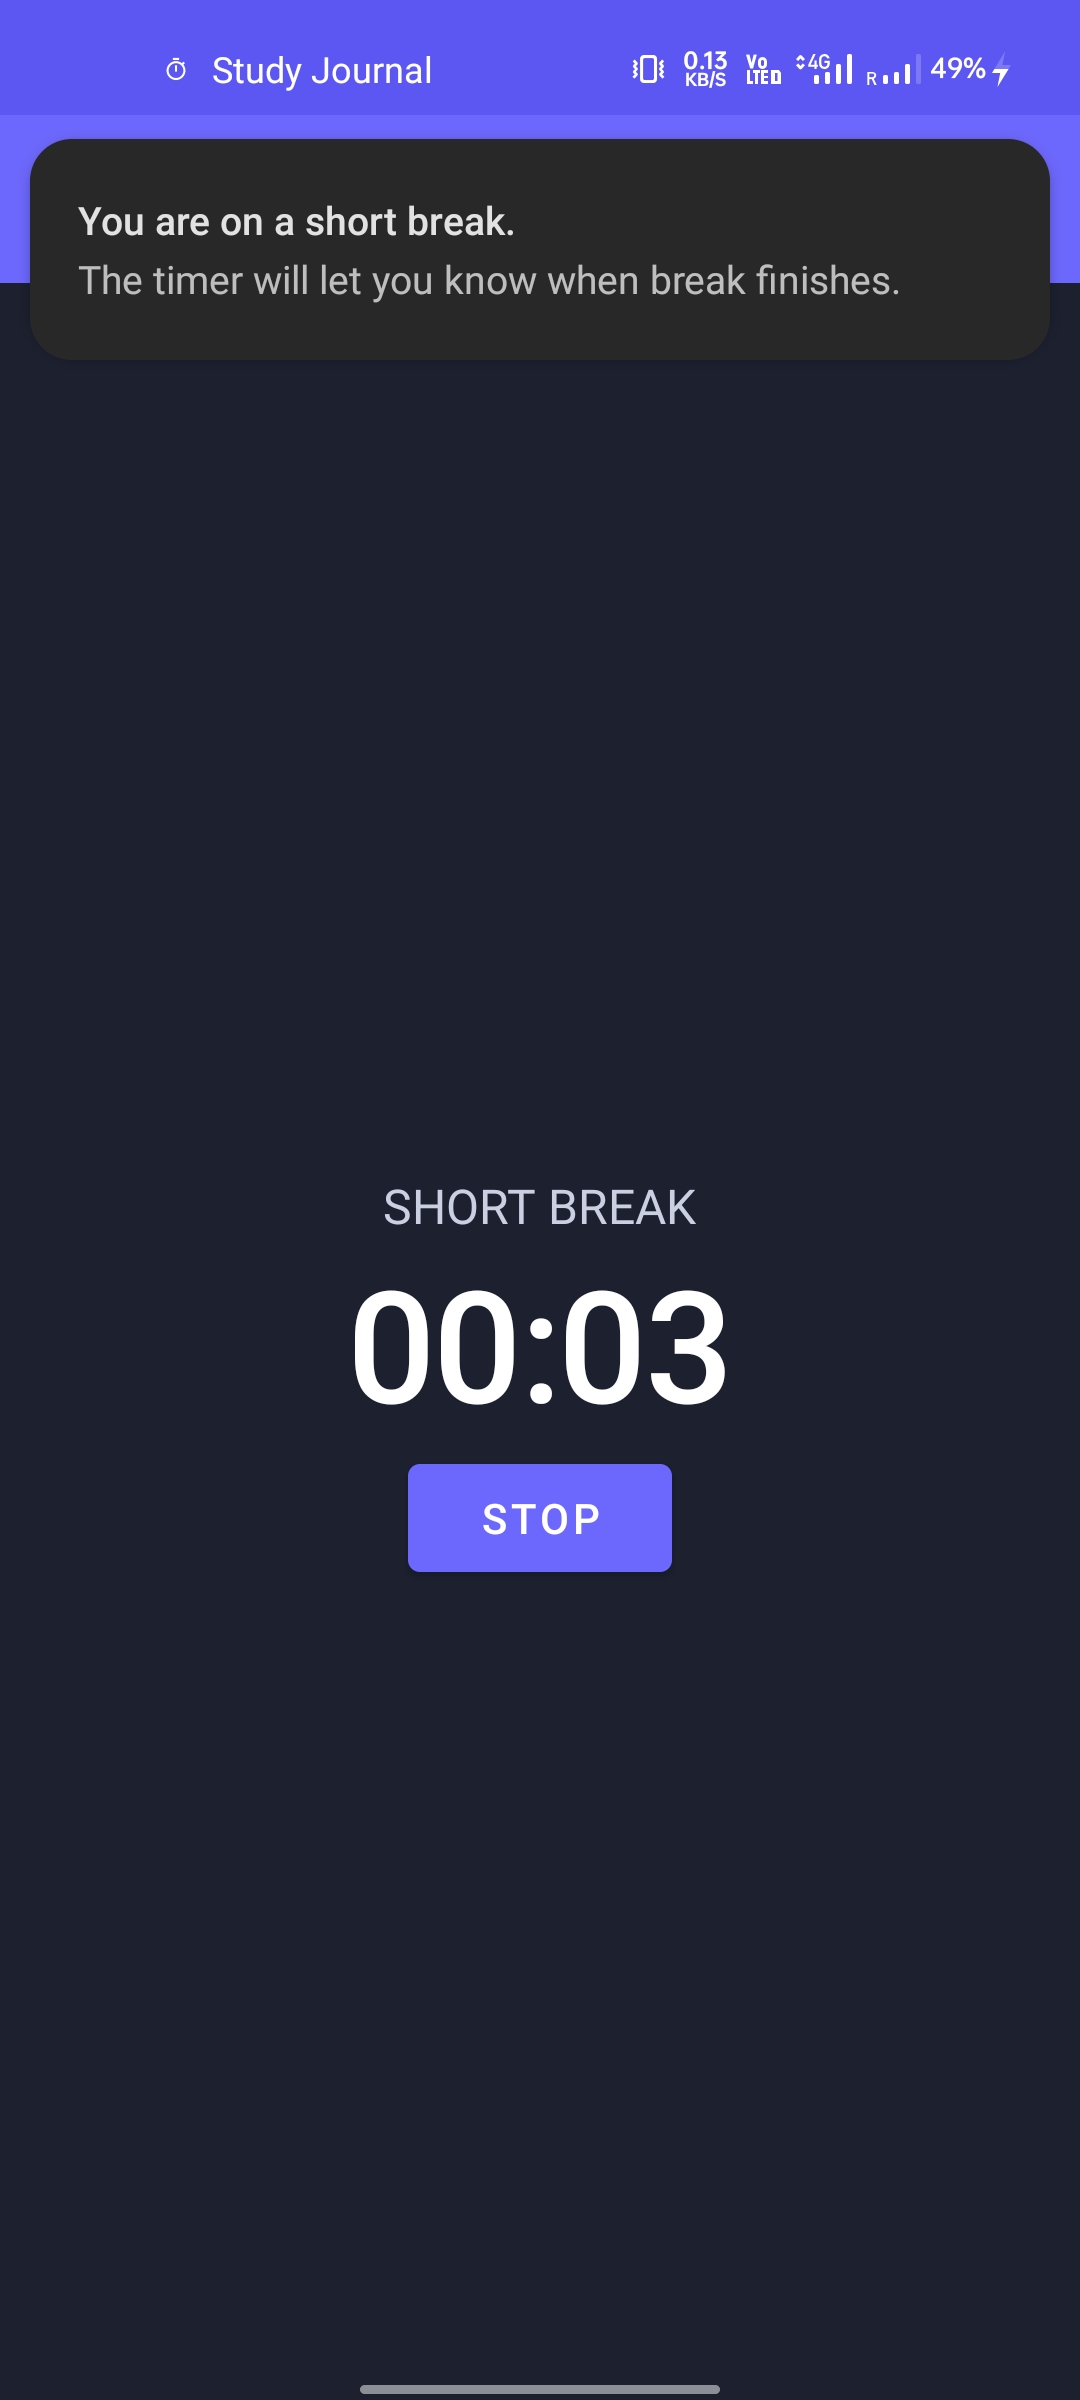 Study Journal
0.13
KB/S
Vo
LTE
4G
R
49%
You are on a short break.
The timer will let you know when break finishes.
SHORT BREAK
00:03
STOP